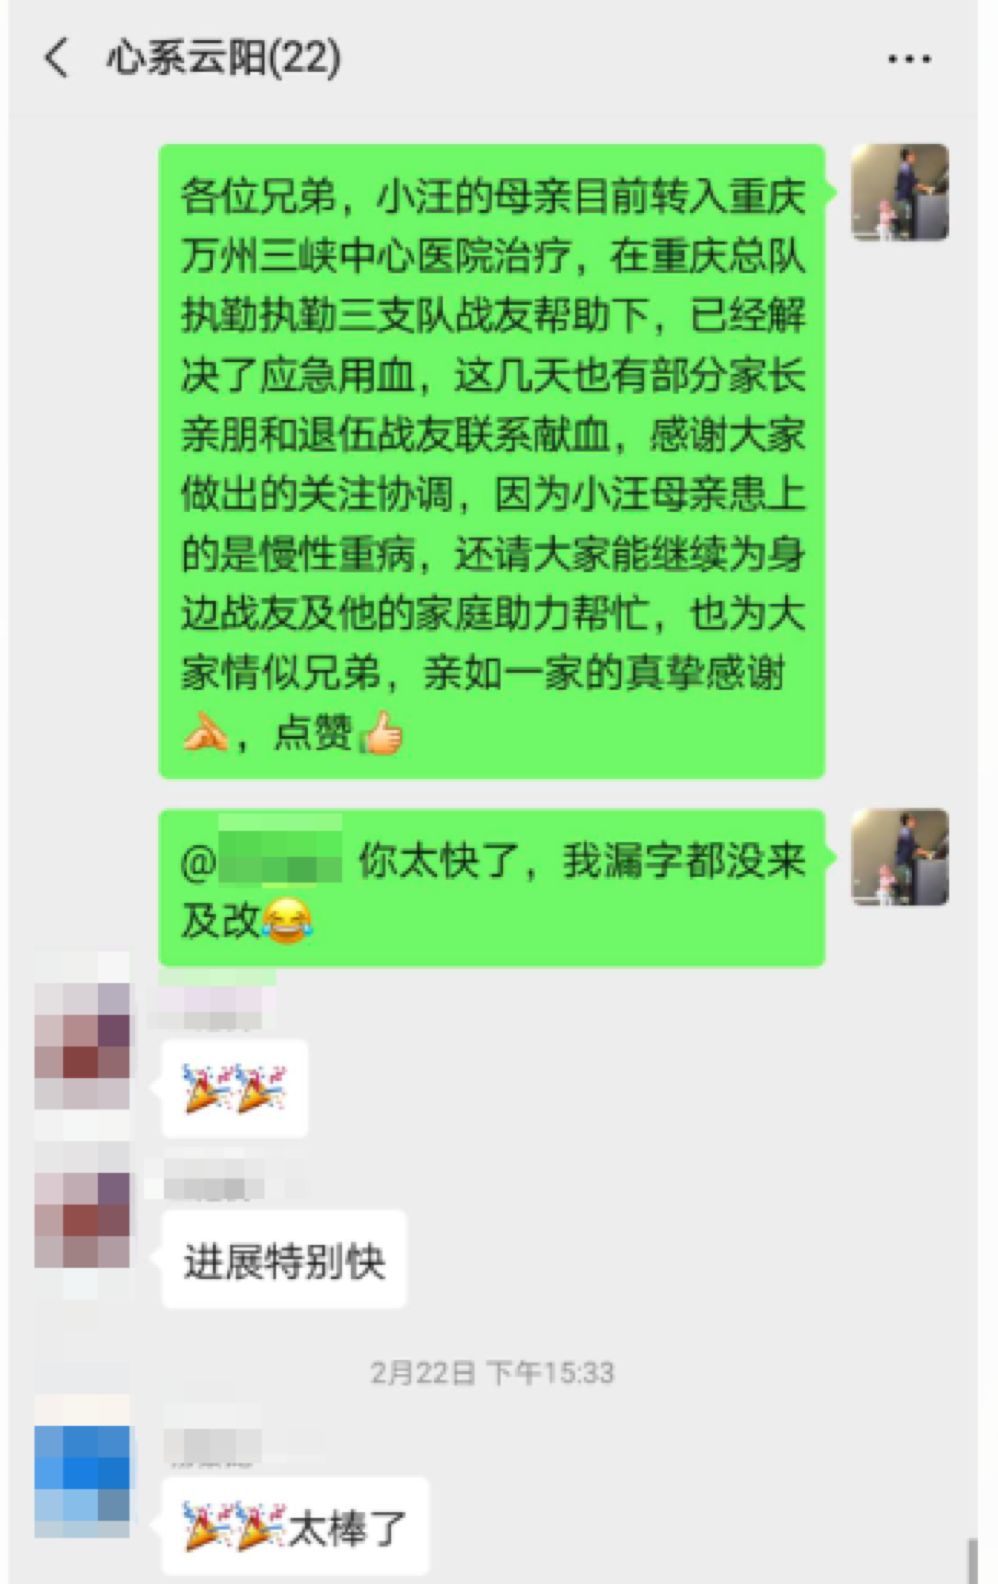 心系云阳(22)
各位兄弟，小汪的母亲目前转入重庆
万州三峡中心医院治疗，在重庆总队
执勤执勤三支队战友帮助下，已经解
决了应急用血，这几天也有部分家长
亲朋和退伍战友联系献血，感谢大家
做出的关注协调，因为小汪母亲患上
的是慢性重病，还请大家能继续为身
边战友及他的家庭助力帮忙，也为大
家情似兄弟，亲如一家的真挚感谢
🙏，点赞👍
@ 你太快了，我漏字都没来
及改😂
🎉🎉
进展特别快
2月22日 下午15:33
🎉🎉太棒了